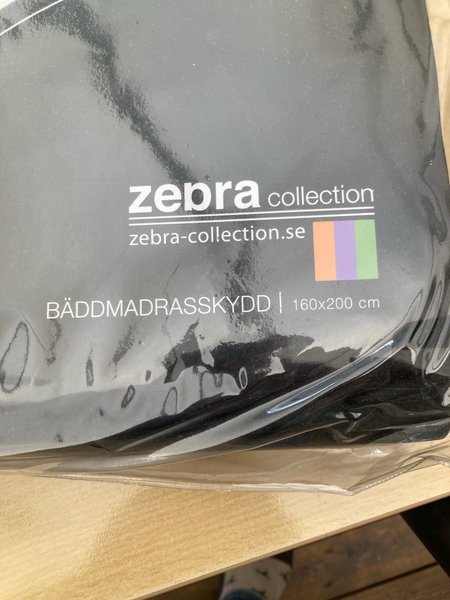 zebra collection
zebra-collection.se
BÄDDMADRASSKYDD | 160x200 cm